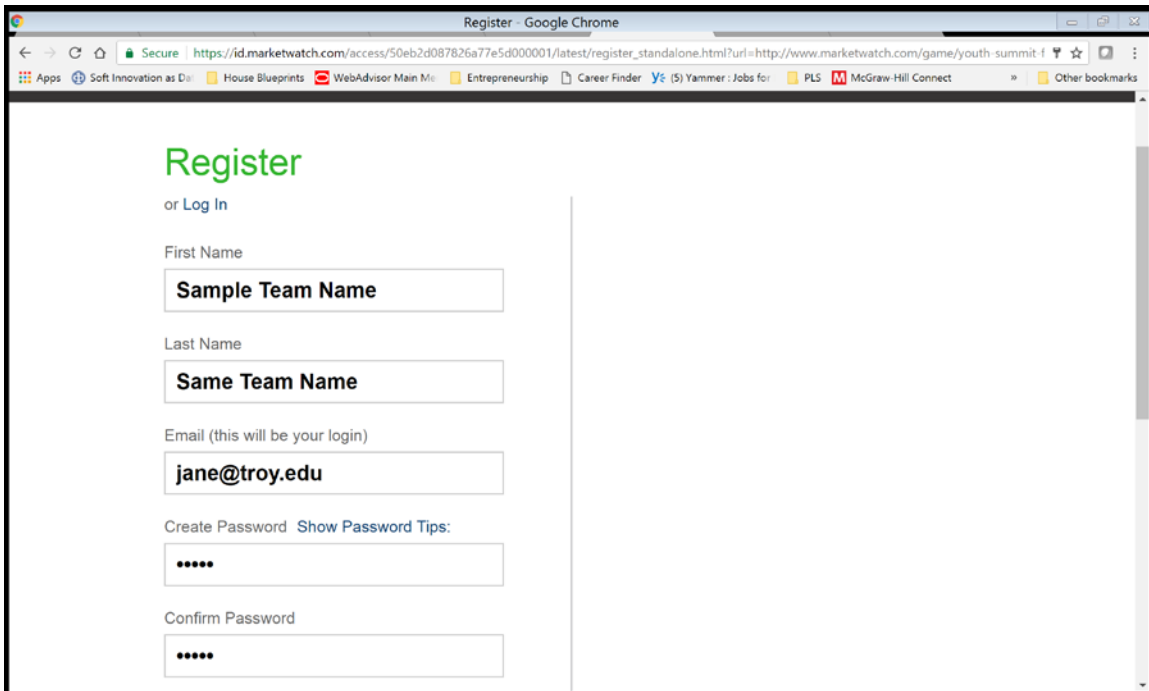 Register - Google Chrome
Secure | https://id.marketwatch.com/access/50eb2d087826a77e5d000001/latest/register_standalone.html?url=http://www.marketwatch.com/game/youth-summit-f
Apps Soft Innovation as Da House Blueprints WebAdvisor Main Me Entrepreneurship Career Finder (5) Yammer : Jobs for PLS McGraw-Hill Connect » Other bookmarks
Register
or Log In
First Name
Sample Team Name
Last Name
Same Team Name
Email (this will be your login)
jane@troy.edu
Create Password Show Password Tips:
•••••
Confirm Password
•••••